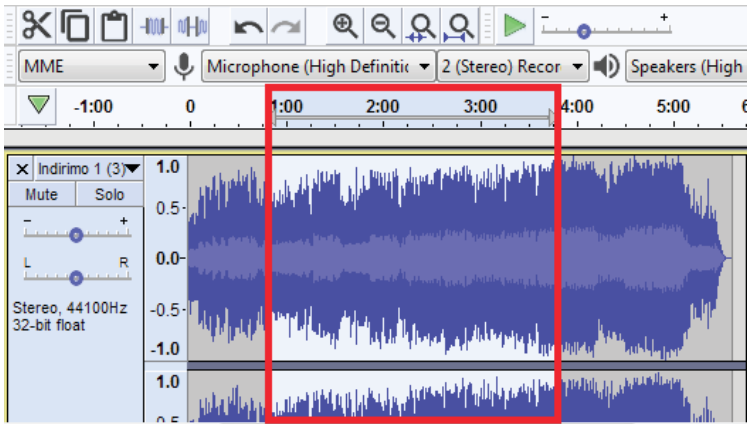 - +
MME Microphone (High Definitic 2 (Stereo) Recor Speakers (High
-1:00 0 1:00 2:00 3:00 4:00 5:00
Indirimo 1 (3)
Mute Solo
- +
L R
Stereo, 44100Hz
32-bit float
1.0
0.5
0.0
-0.5
-1.0
1.0